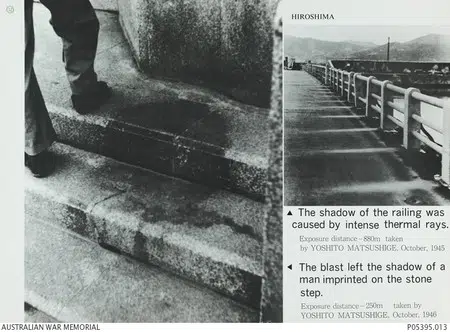 HIROSHIMA
▲ The shadow of the railing was
caused by intense thermal rays.
Exposure distance–880m taken
by YOSHITO MATSUSHIGE. October, 1945
◀ The blast left the shadow of a
man imprinted on the stone
step.
Exposure distance–250m taken by
YOSHITO MATSUSHIGE. October, 1946
AUSTRALIAN WAR MEMORIAL
P05395.013